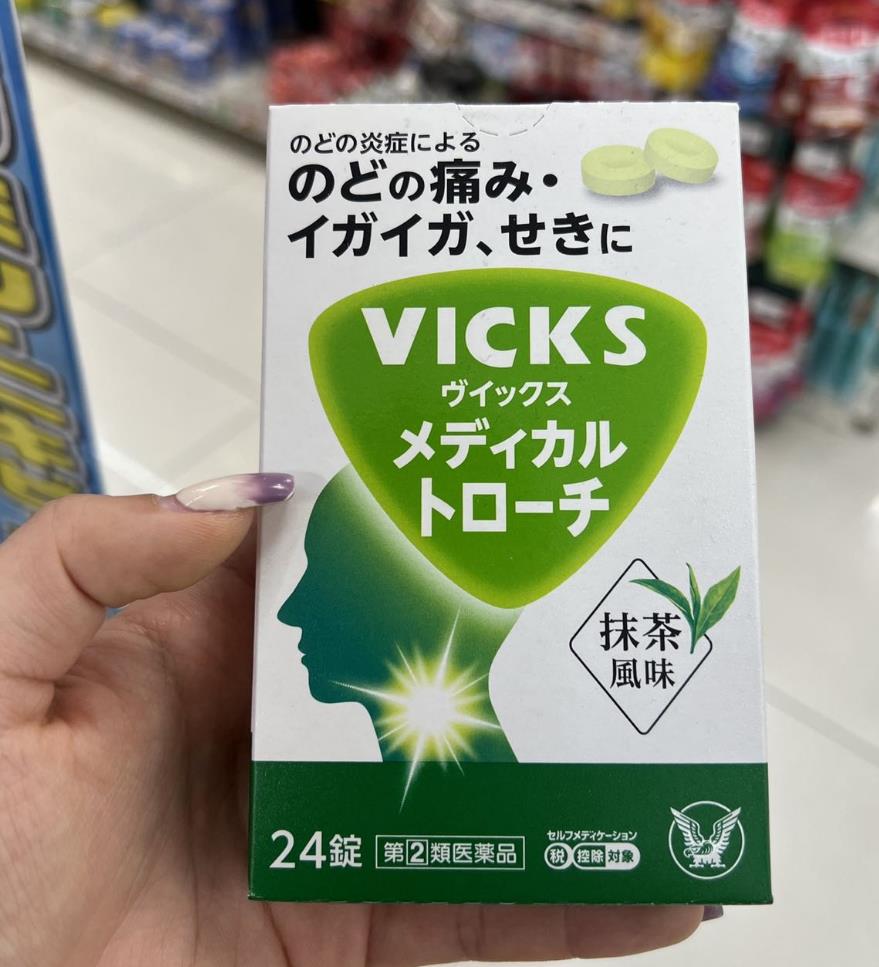 のどの炎症による
のどの痛み・
イガイガ、せきに
VICKS
ヴイックス
メディカル
トローチ
抹茶
風味
24錠
第②類医薬品
セルフメディケーション
税 控除 対象